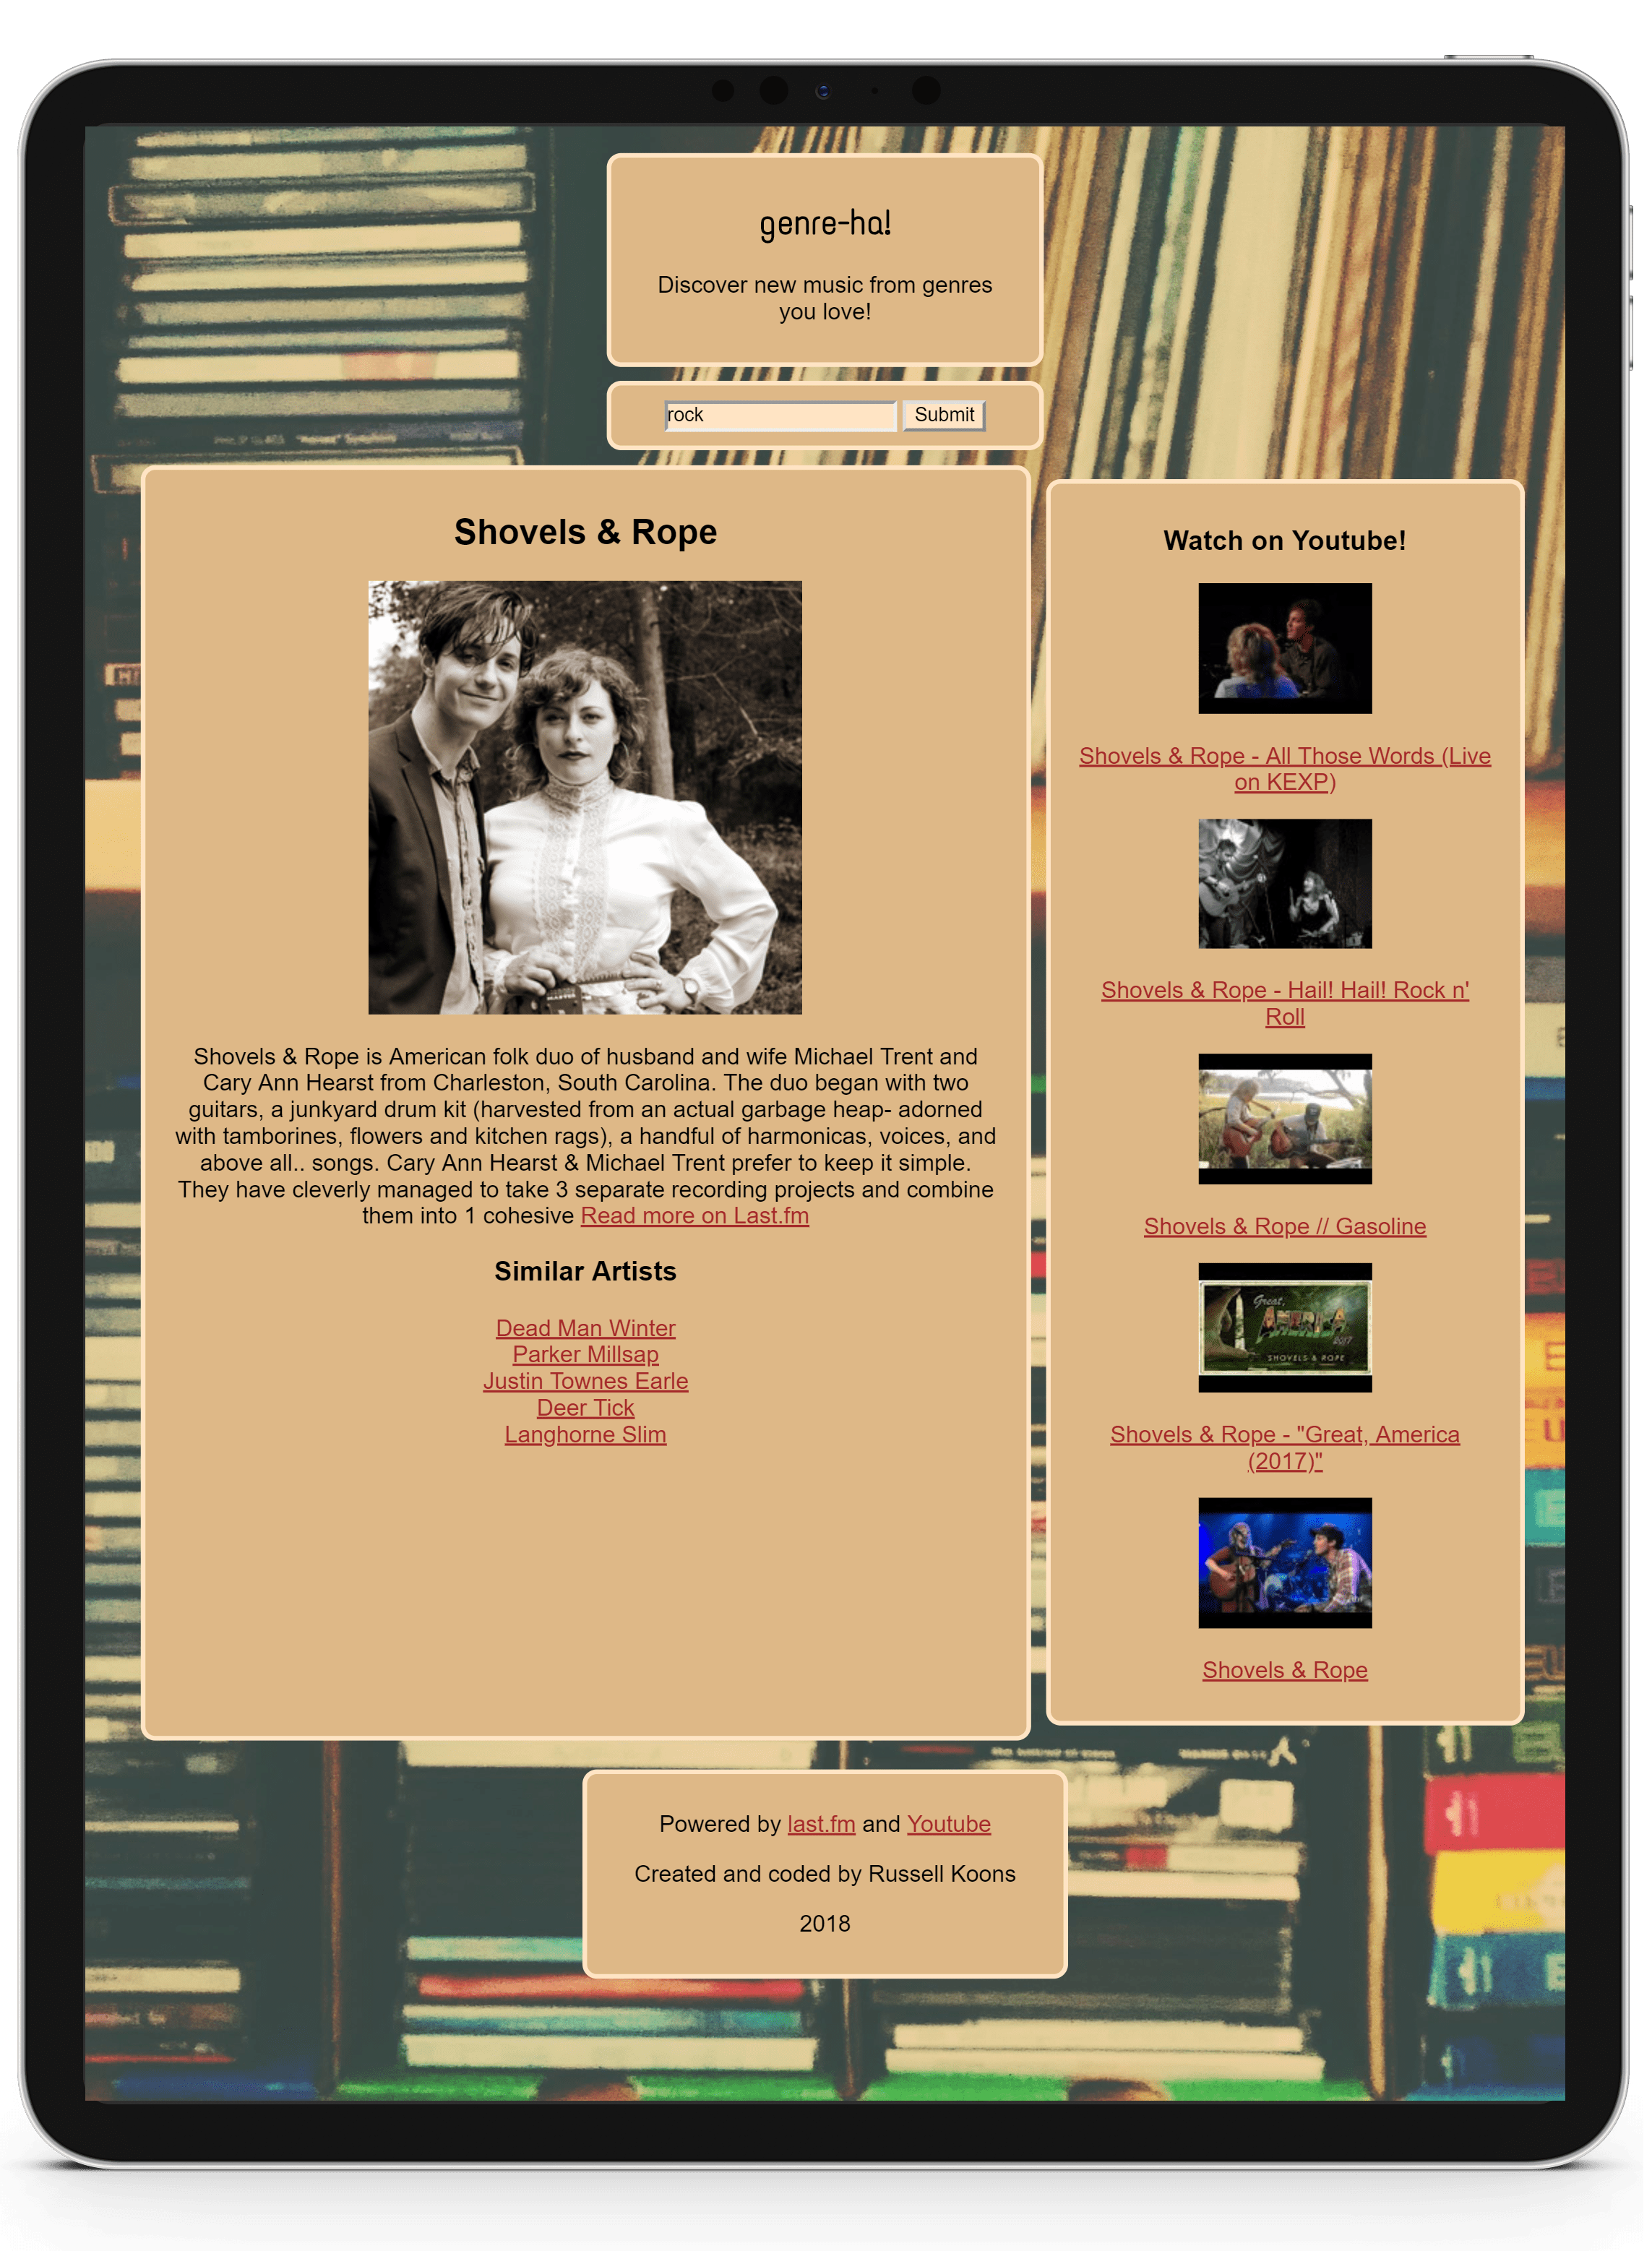 genre-ha!
Discover new music from genres
you love!
rock
Submit
Shovels & Rope
MASTER
Shovels & Rope is American folk duo of husband and wife Michael Trent and
Cary Ann Hearst from Charleston, South Carolina. The duo began with two
guitars, a junkyard drum kit (harvested from an actual garbage heap- adorned
with tamborines, flowers and kitchen rags), a handful of harmonicas, voices, and
above all.. songs. Cary Ann Hearst & Michael Trent prefer to keep it simple.
They have cleverly managed to take 3 separate recording projects and combine
them into 1 cohesive Read more on Last.fm
Similar Artists
Dead Man Winter
Parker Millsap
Justin Townes Earle
Deer Tick
Langhorne Slim
Watch on Youtube!
Shovels & Rope - All Those Words (Live
on KEXP)
Shovels & Rope - Hail! Hail! Rock n'
Roll
Shovels & Rope // Gasoline
Great,
AMERICA
2017
SHOVELS & ROPE
Shovels & Rope - "Great, America
(2017)"
Shovels & Rope
Powered by last.fm and Youtube
Created and coded by Russell Koons
2018